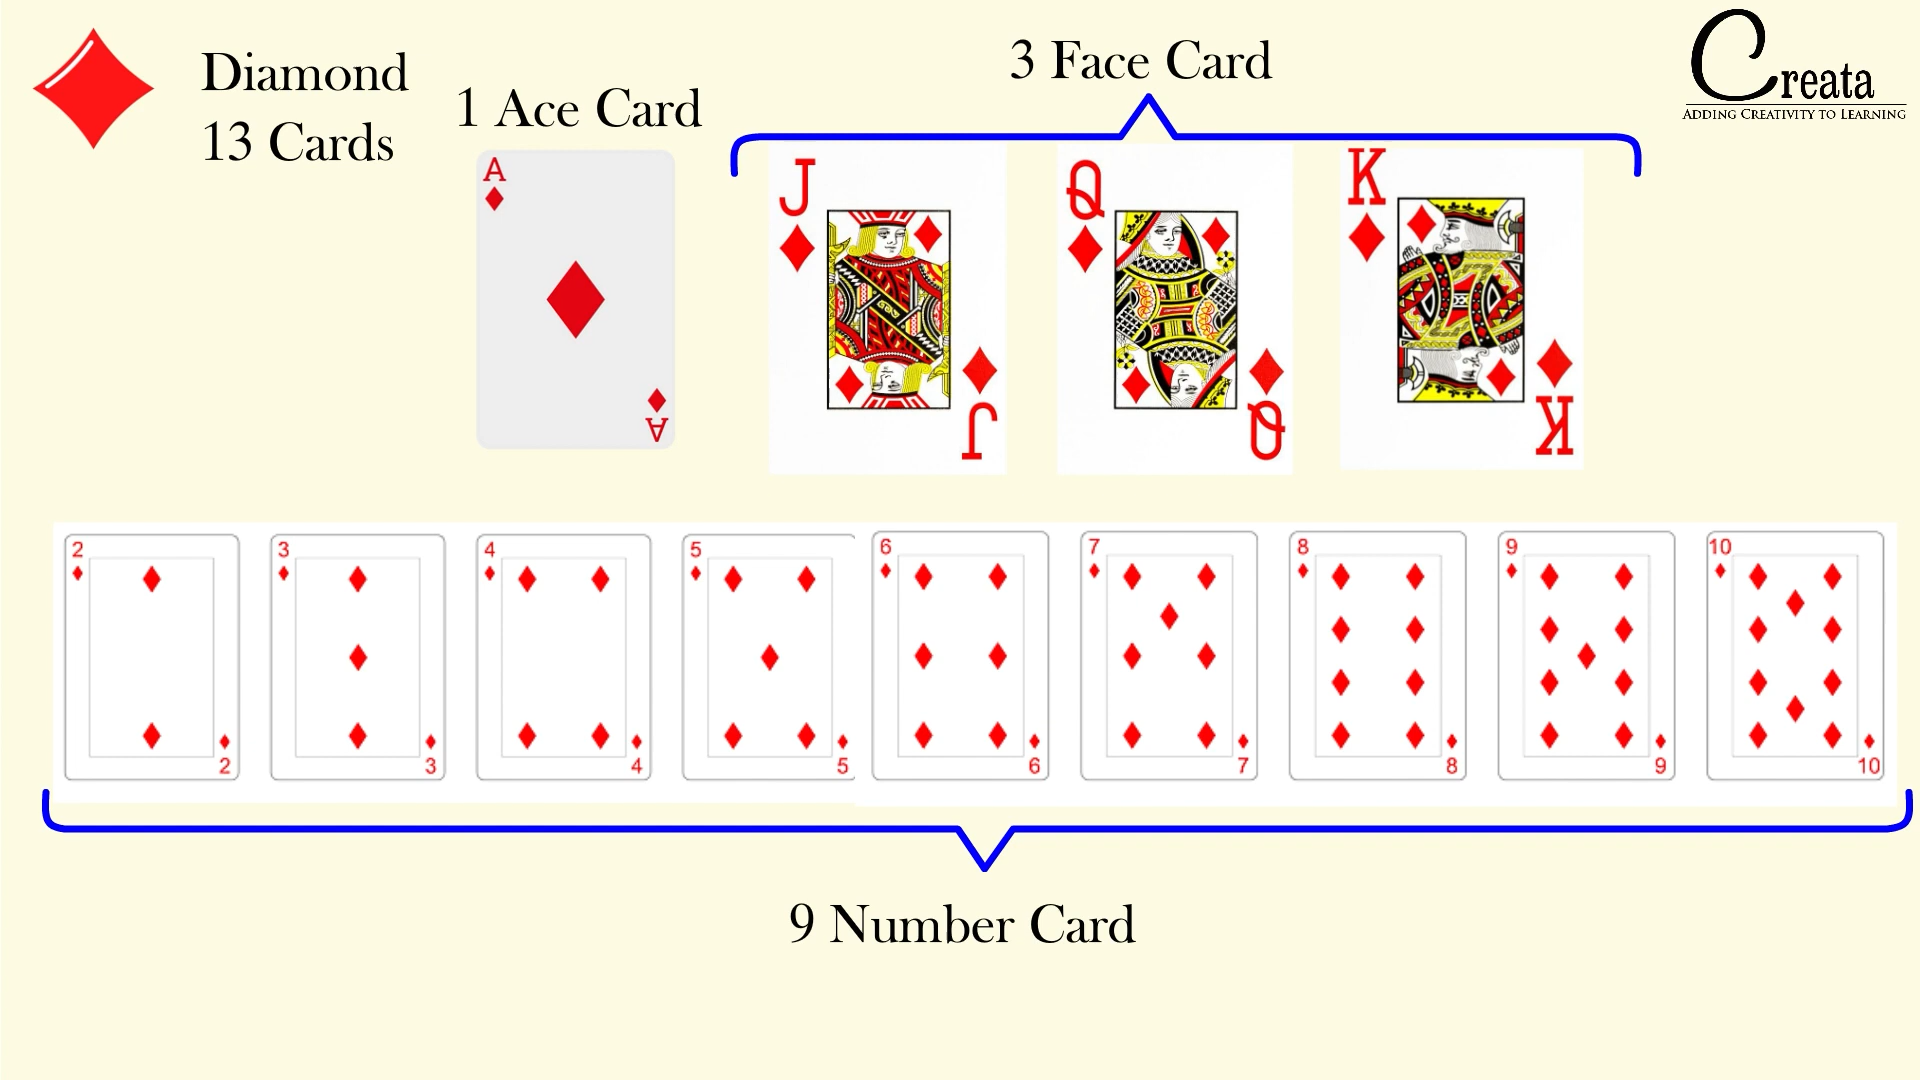 Diamond
13 Cards
1 Ace Card
3 Face Card
Creata
ADDING CREATIVITY TO LEARNING
A
A
J
J
Q
Q
K
K
2
2
3
3
4
4
5
5
6
6
7
7
8
8
9
9
10
10
9 Number Card